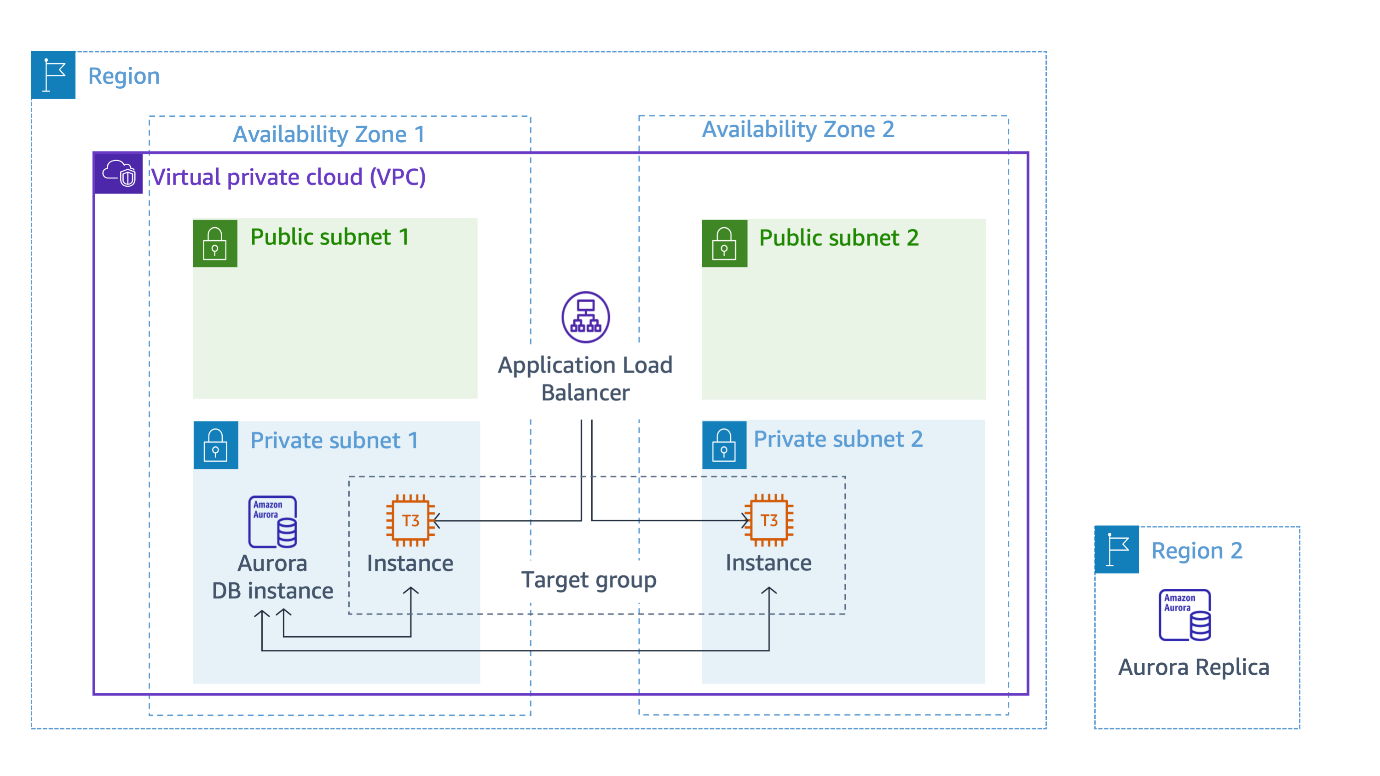 Region
Availability Zone 1
Availability Zone 2
Virtual private cloud (VPC)
Public subnet 1
Public subnet 2
Application Load
Balancer
Private subnet 1
Private subnet 2
Amazon
Aurora
T3
T3
Aurora
DB instance
Instance
Instance
Target group
Region 2
Amazon
Aurora
Aurora Replica